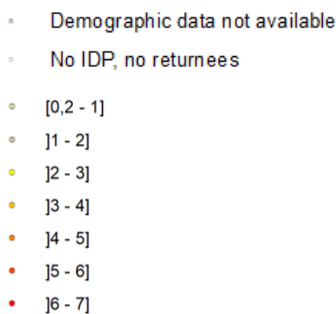 Demographic data not available
No IDP, no returnees
[0,2 - 1]
]1 - 2]
]2 - 3]
]3 - 4]
]4 - 5]
]5 - 6]
]6 - 7]